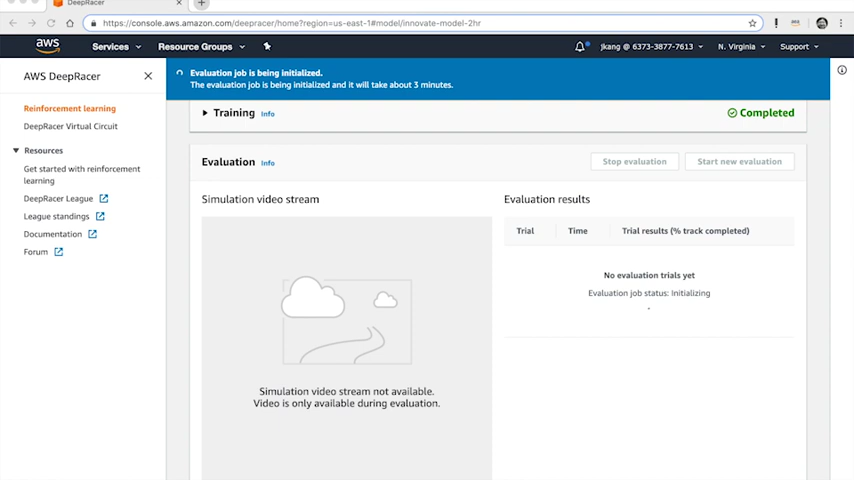 DeepRacer
https://console.aws.amazon.com/deepracer/home?region=us-east-1#model/innovate-model-2hr
aws
Services
Resource Groups
jkang @ 6373-3877-7613
N. Virginia
Support
AWS DeepRacer
Reinforcement learning
DeepRacer Virtual Circuit
Resources
Get started with reinforcement
learning
DeepRacer League
League standings
Documentation
Forum
Evaluation job is being initialized.
The evaluation job is being initialized and it will take about 3 minutes.
Training Info
Completed
Evaluation Info
Stop evaluation
Start new evaluation
Simulation video stream
Simulation video stream not available.
Video is only available during evaluation.
Evaluation results
Trial Time Trial results (% track completed)
No evaluation trials yet
Evaluation job status: Initializing
-